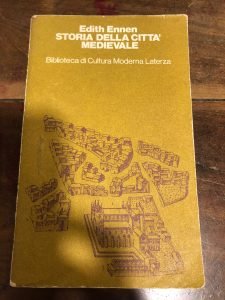 Edith Ennen
STORIA DELLA CITTA'
MEDIEVALE
Biblioteca di Cultura Moderna Laterza